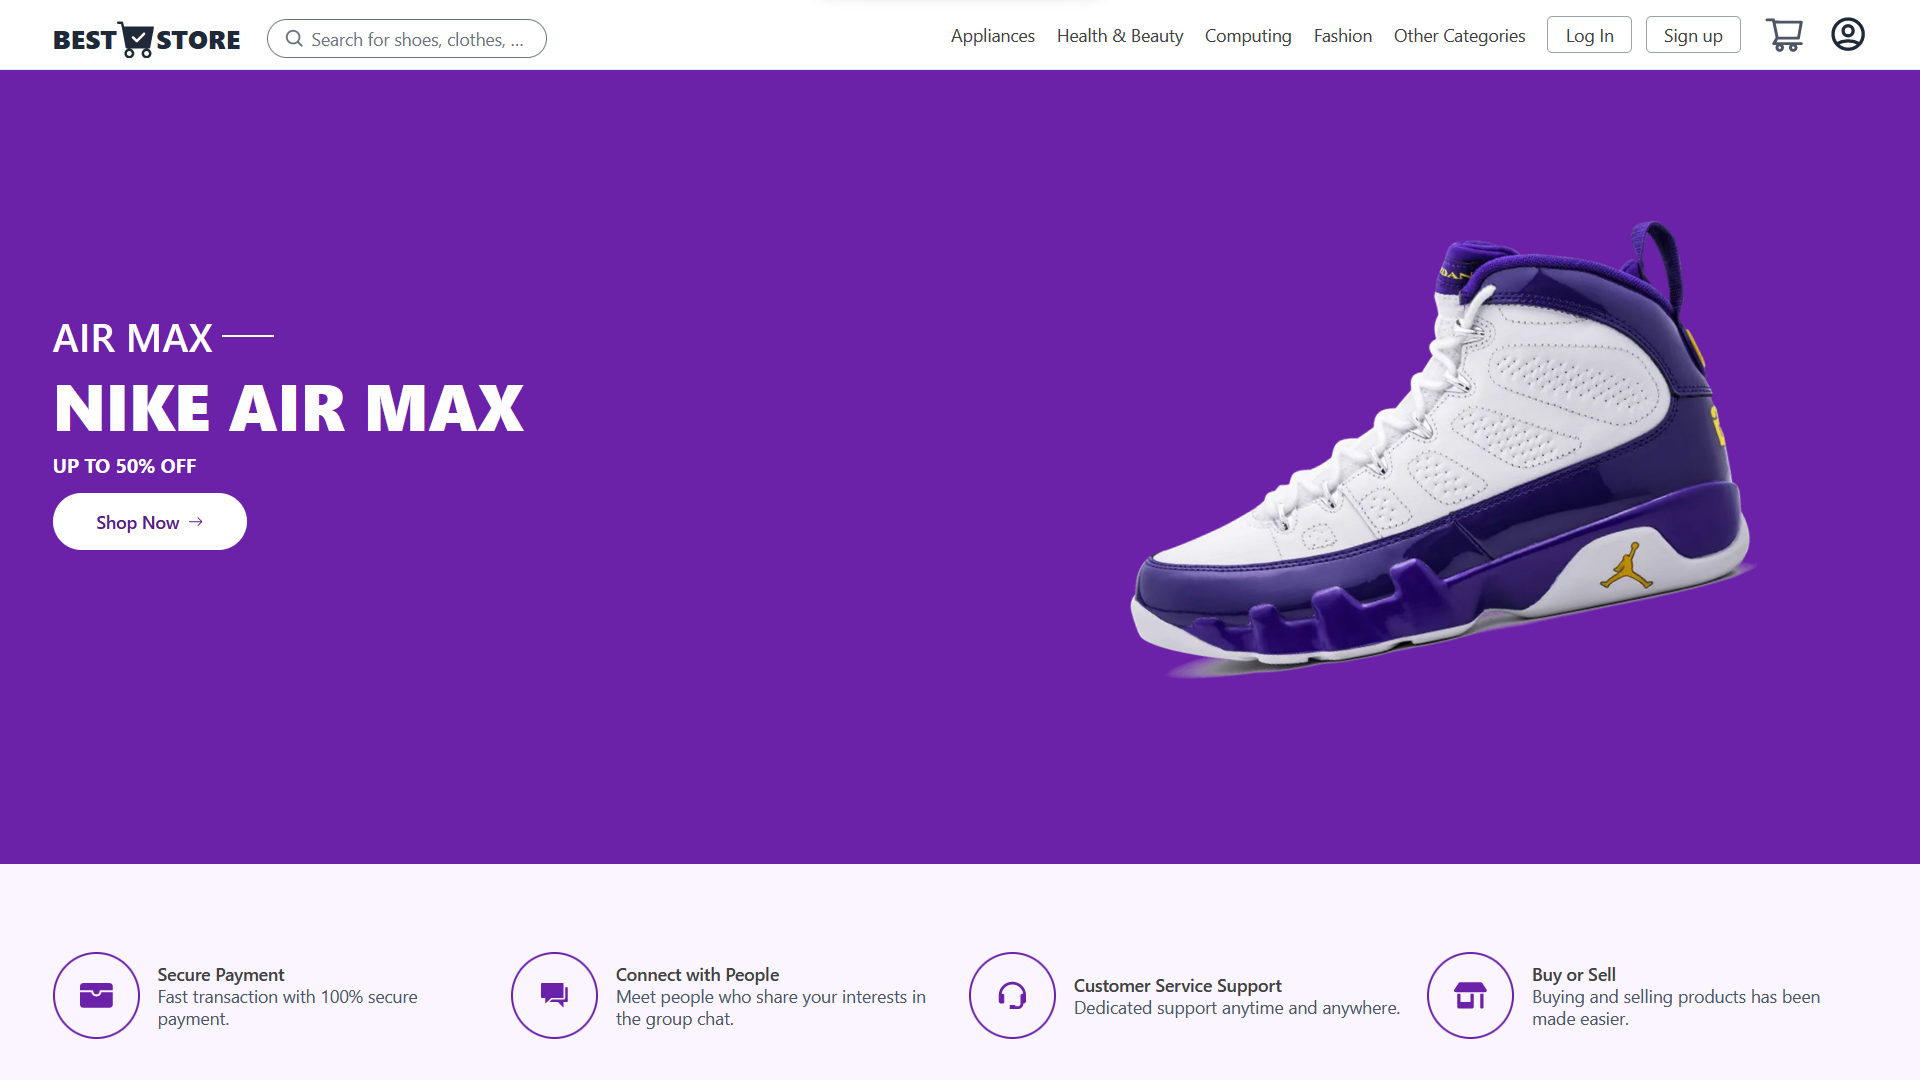 BEST STORE
Search for shoes, clothes, ...
Appliances
Health & Beauty
Computing
Fashion
Other Categories
Log In
Sign up
AIR MAX
NIKE AIR MAX
UP TO 50% OFF
Shop Now
Secure Payment
Fast transaction with 100% secure
payment.
Connect with People
Meet people who share your interests in
the group chat.
Customer Service Support
Dedicated support anytime and anywhere.
Buy or Sell
Buying and selling products has been
made easier.